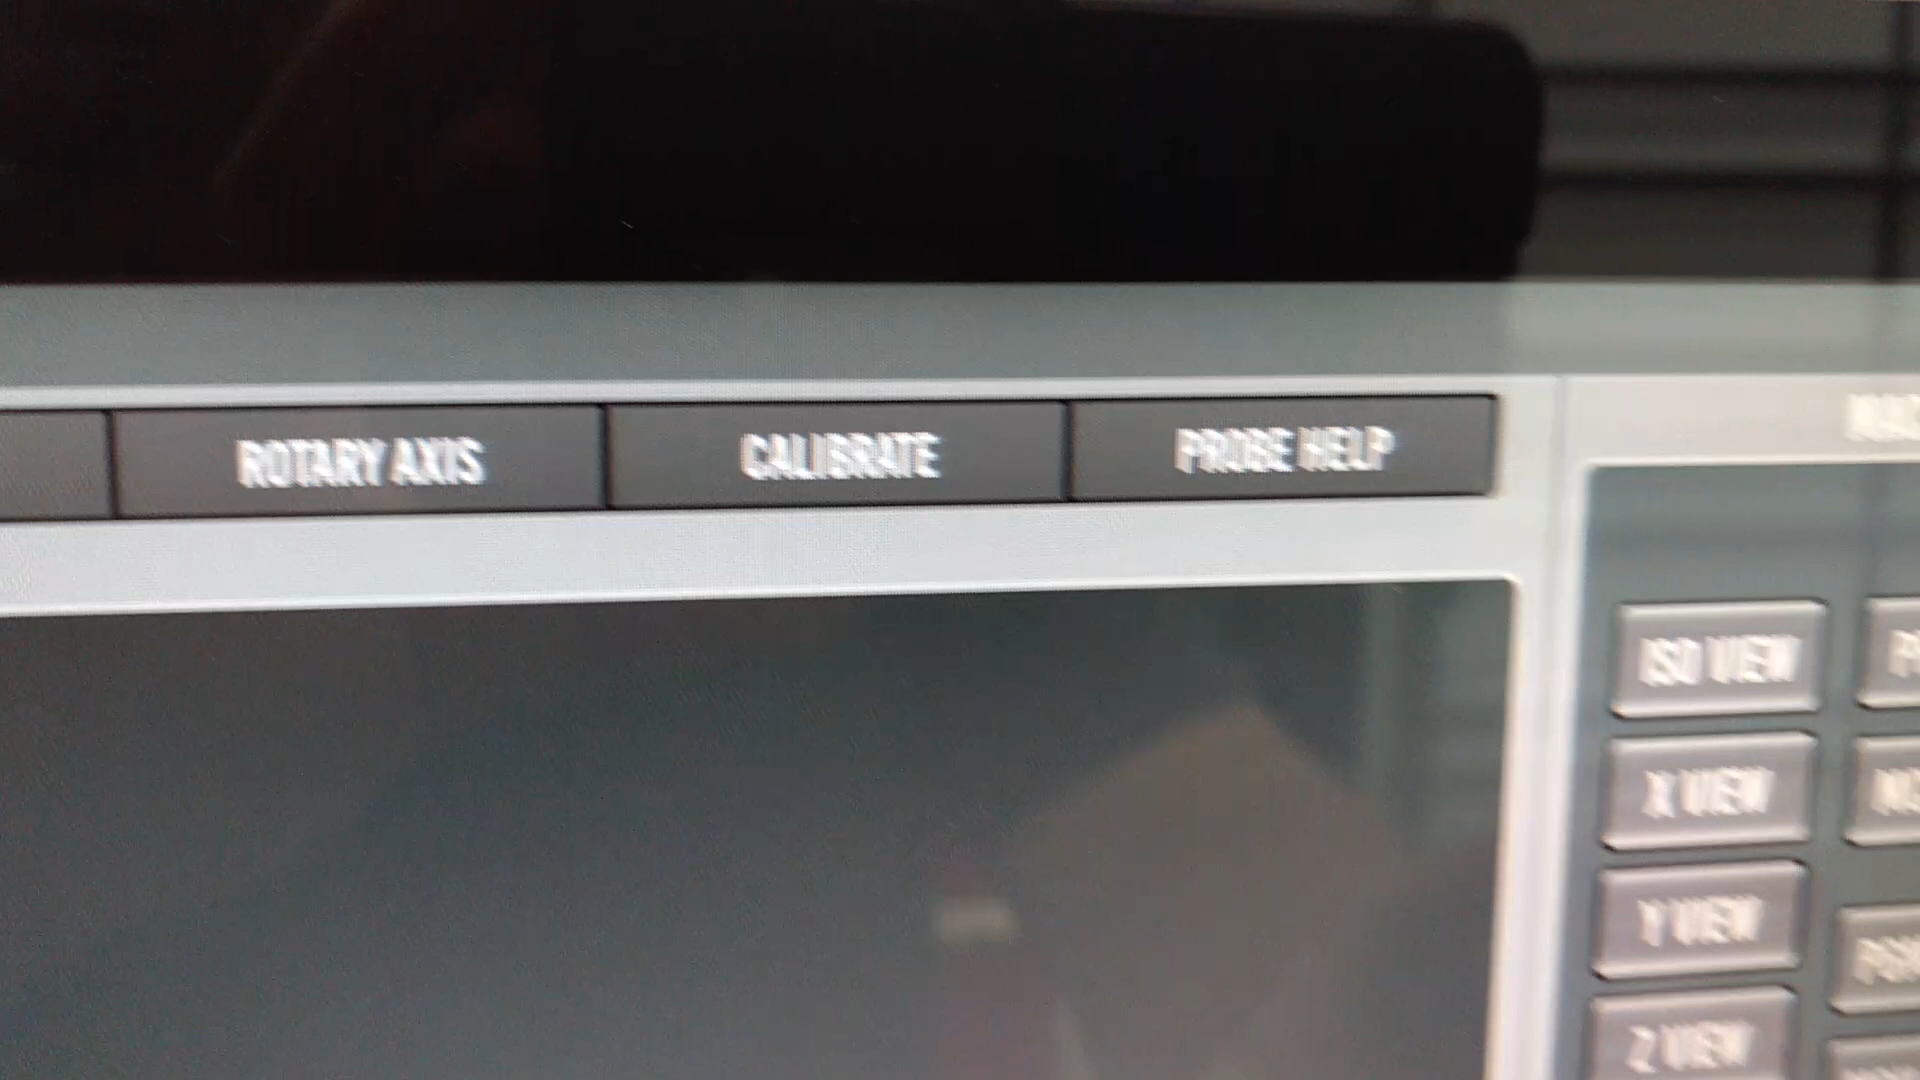 ROTARY AXIS
CALIBRATE
PROBE HELP
ISO VIEW
X VIEW
Y VIEW
Z VIEW